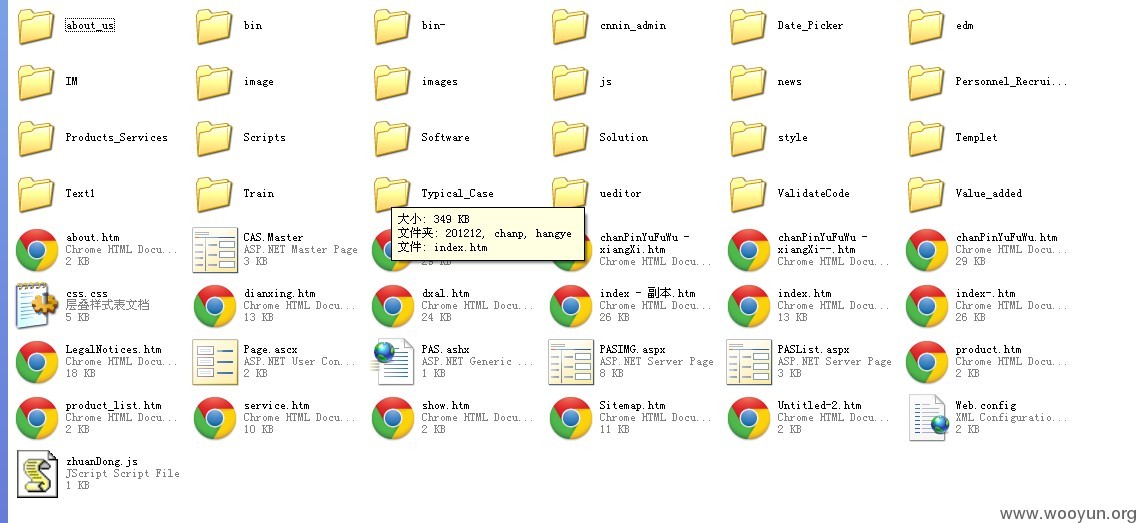 about_us
bin
bin-
cnnin_admin
Date_Picker
edm
IM
image
images
js
news
Personnel_Recrui...
Products_Services
Scripts
Software
Solution
style
Templet
Text1
Train
Typical_Case
ueditor
ValidateCode
Value_added
大小: 349 KB
文件夹: 201212, chanp, hangye
文件: index.htm
about.htm
Chrome HTML Docu...
2 KB
CAS.Master
ASP.NET Master Page
3 KB
chanPinYuFuWu -
xiangXi.htm
Chrome HTML Docu...
chanPinYuFuWu -
xiangXi--.htm
Chrome HTML Docu...
chanPinYuFuWu.htm
Chrome HTML Docu...
29 KB
css.css
层叠样式表文档
5 KB
dianxing.htm
Chrome HTML Docu...
13 KB
dxal.htm
Chrome HTML Docu...
24 KB
index - 副本.htm
Chrome HTML Docu...
26 KB
index.htm
Chrome HTML Docu...
13 KB
index-.htm
Chrome HTML Docu...
26 KB
LegalNotices.htm
Chrome HTML Docu...
18 KB
Page.ascx
ASP.NET User Con...
2 KB
PAS.ashx
ASP.NET Generic ...
1 KB
PASIMG.aspx
ASP.NET Server Page
8 KB
PASList.aspx
ASP.NET Server Page
3 KB
product.htm
Chrome HTML Docu...
2 KB
product_list.htm
Chrome HTML Docu...
2 KB
service.htm
Chrome HTML Docu...
10 KB
show.htm
Chrome HTML Docu...
2 KB
Sitemap.htm
Chrome HTML Docu...
11 KB
Untitled-2.htm
Chrome HTML Docu...
2 KB
Web.config
XML Configuratio...
2 KB
zhuanDong.js
JScript Script File
1 KB
www.wooyun.org